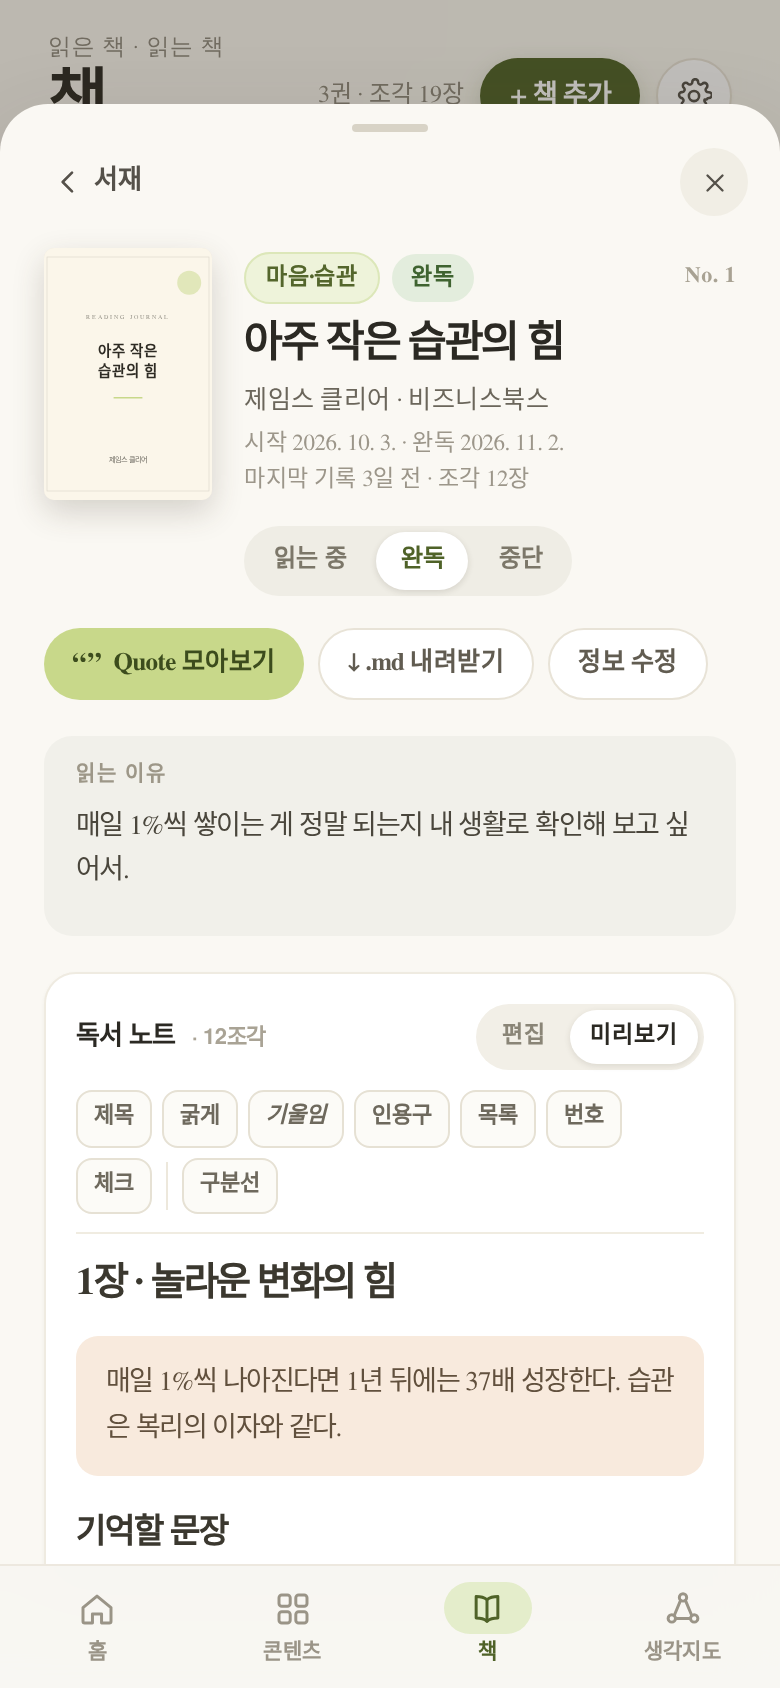 읽은 책 · 읽는 책
책
3권 · 조각 19장
+ 책 추가
서재
READING JOURNAL
아주 작은
습관의 힘
제임스 클리어
마음·습관
완독
No. 1
아주 작은 습관의 힘
제임스 클리어 · 비즈니스북스
시작 2026. 10. 3. · 완독 2026. 11. 2.
마지막 기록 3일 전 · 조각 12장
읽는 중
완독
중단
“” Quote 모아보기
↓ .md 내려받기
정보 수정
읽는 이유
매일 1%씩 쌓이는 게 정말 되는지 내 생활로 확인해 보고 싶
어서.
독서 노트 · 12조각
편집
미리보기
제목
굵게
기울임
인용구
목록
번호
체크
구분선
1장 · 놀라운 변화의 힘
매일 1%씩 나아진다면 1년 뒤에는 37배 성장한다. 습관
은 복리의 이자와 같다.
기억할 문장
홈
콘텐츠
책
생각지도